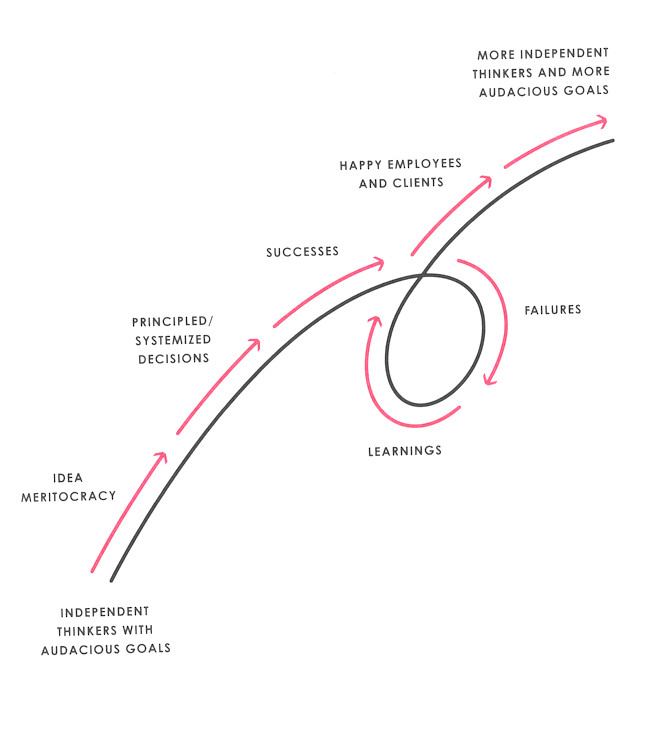 MORE INDEPENDENT
THINKERS AND MORE
AUDACIOUS GOALS
HAPPY EMPLOYEES
AND CLIENTS
SUCCESSES
FAILURES
PRINCIPLED/
SYSTEMIZED
DECISIONS
LEARNINGS
IDEA
MERITOCRACY
INDEPENDENT
THINKERS WITH
AUDACIOUS GOALS